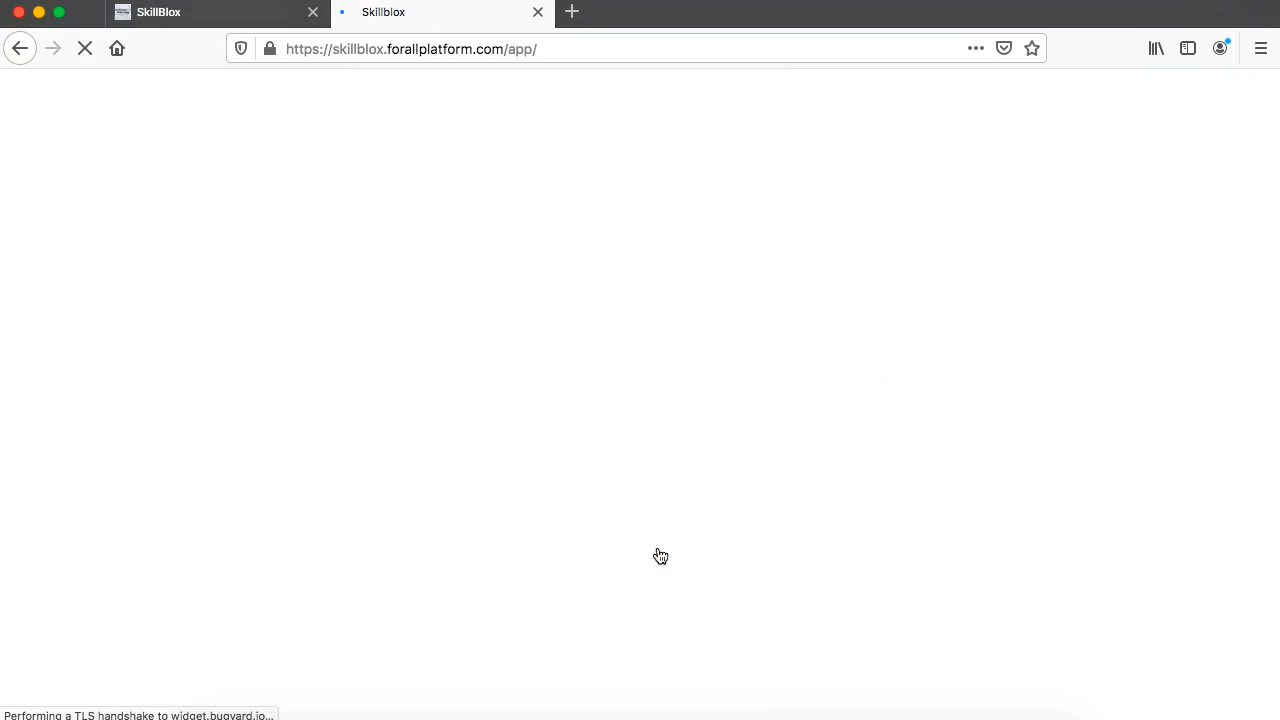 SkillBlox
Skillblox
https://skillblox.forallplatform.com/app/
Performing a TLS handshake to widget.bugyard.io...